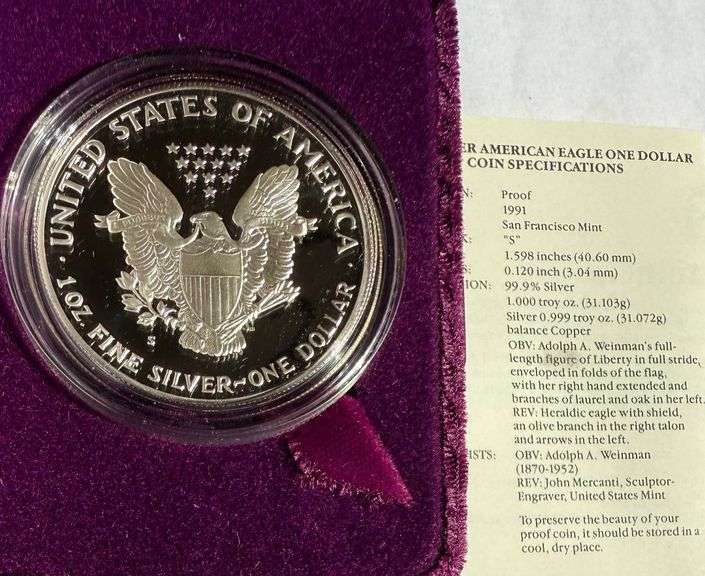 UNITED STATES OF AMERICA
1 OZ. FINE SILVER~ONE DOLLAR
S
AMERICAN EAGLE ONE DOLLAR
COIN SPECIFICATIONS
Proof
1991
San Francisco Mint
"S"
1.598 inches (40.60 mm)
0.120 inch (3.04 mm)
99.9% Silver
1.000 troy oz. (31.103g)
Silver 0.999 troy oz. (31.072g)
balance Copper
OBV: Adolph A. Weinman's full-
length figure of Liberty in full stride,
enveloped in folds of the flag,
with her right hand extended and
branches of laurel and oak in her left.
REV: Heraldic eagle with shield,
an olive branch in the right talon
and arrows in the left.
OBV: Adolph A. Weinman
(1870-1952)
REV: John Mercanti, Sculptor-
Engraver, United States Mint
To preserve the beauty of your
proof coin, it should be stored in a
cool, dry place.